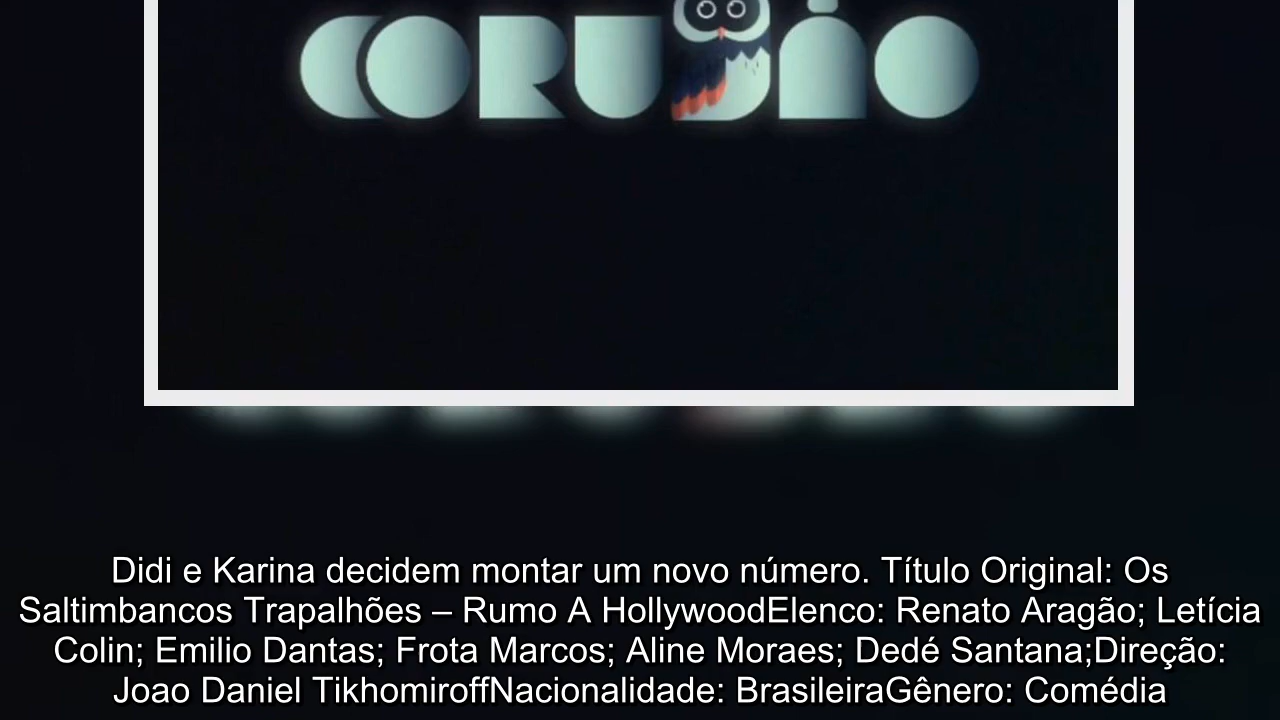 CORUJÃO
Didi e Karina decidem montar um novo número. Título Original: Os
Saltimbancos Trapalhões – Rumo A HollywoodElenco: Renato Aragão; Letícia
Colin; Emilio Dantas; Frota Marcos; Aline Moraes; Dedé Santana;Direção:
Joao Daniel TikhomiroffNacionalidade: BrasileiraGênero: Comédia